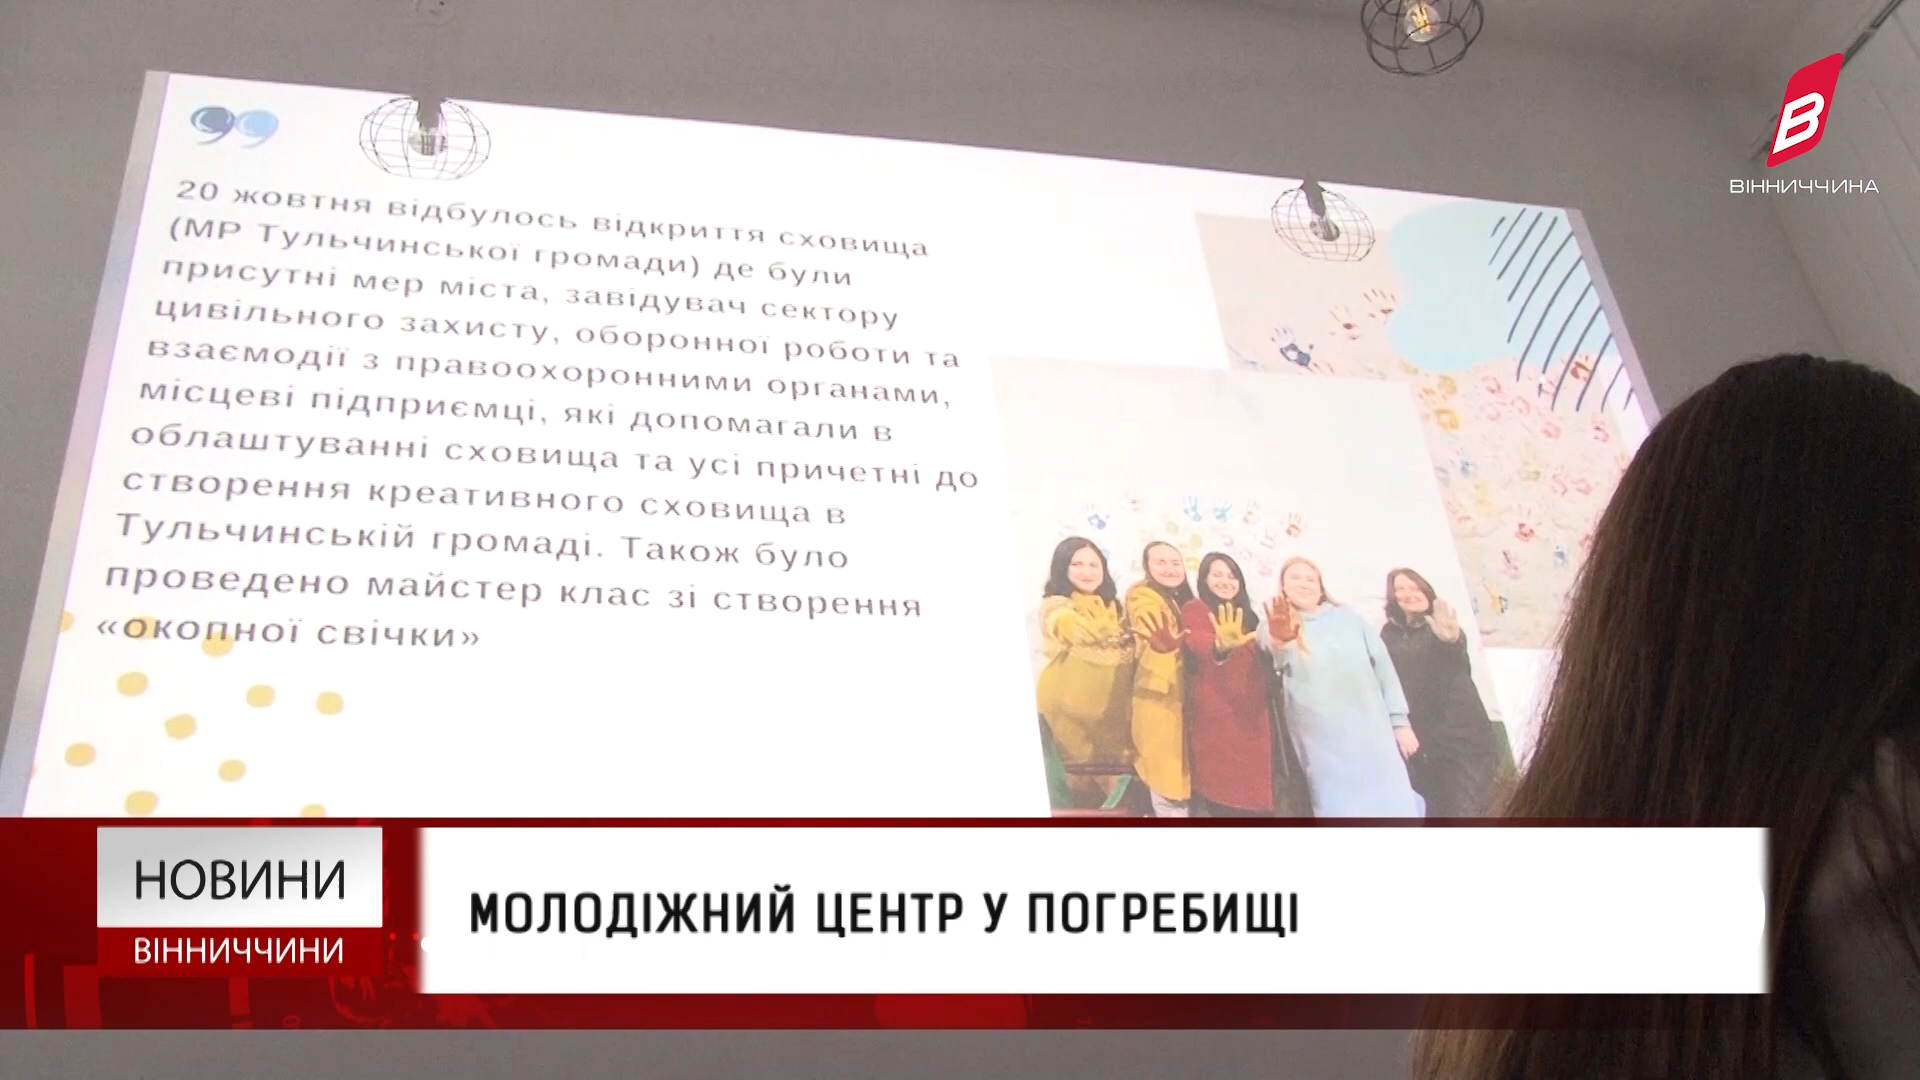 В
ВІННИЧЧИНА
20 жовтня відбулось відкриття сховища
(МР Тульчинської громади) де були
присутні мер міста, завідувач сектору
цивільного захисту, оборонної роботи та
взаємодії з правоохоронними органами,
місцеві підприємці, які допомагали в
облаштуванні сховища та усі причетні до
створення креативного сховища в
Тульчинській громаді. Також було
проведено майстер клас зі створення
«окопної свічки»
НОВИНИ
ВІННИЧЧИНИ
МОЛОДІЖНИЙ ЦЕНТР У ПОГРЕБИЩІ